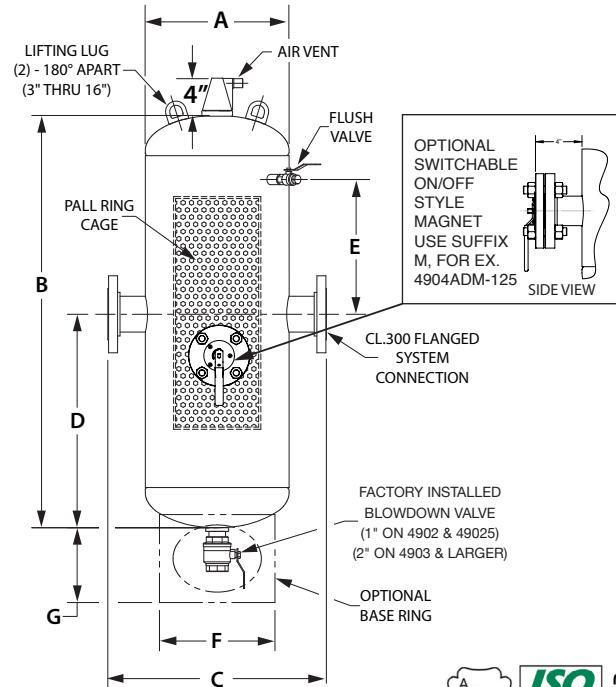 A
LIFTING LUG
(2) - 180° APART
(3" THRU 16")
AIR VENT
4"
FLUSH
VALVE
OPTIONAL
SWITCHABLE
ON/OFF
STYLE
MAGNET
USE SUFFIX
M, FOR EX.
4904ADM-125
4"
SIDE VIEW
PALL RING
CAGE
E
B
CL.300 FLANGED
SYSTEM
CONNECTION
D
FACTORY INSTALLED
BLOWDOWN VALVE
(1" ON 4902 & 49025)
(2" ON 4903 & LARGER)
OPTIONAL
BASE RING
G
F
C
A
ISO